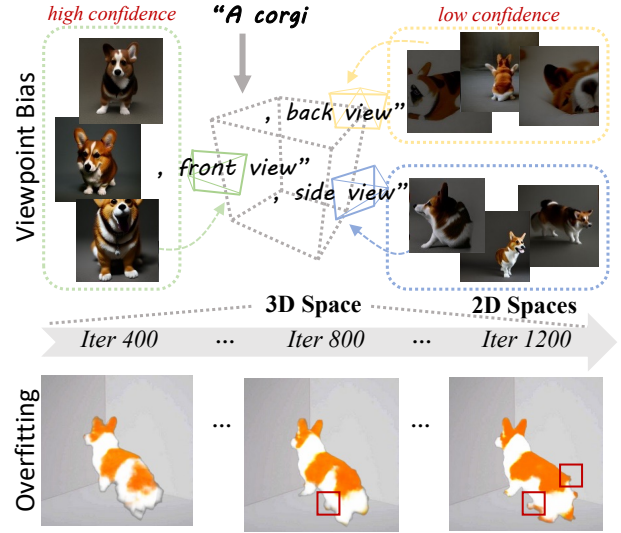 high confidence
“A corgi
low confidence
Viewpoint Bias
, back view”
, front view”
, side view”
3D Space
2D Spaces
Iter 400 ... Iter 800 ... Iter 1200
Overfitting
... ...